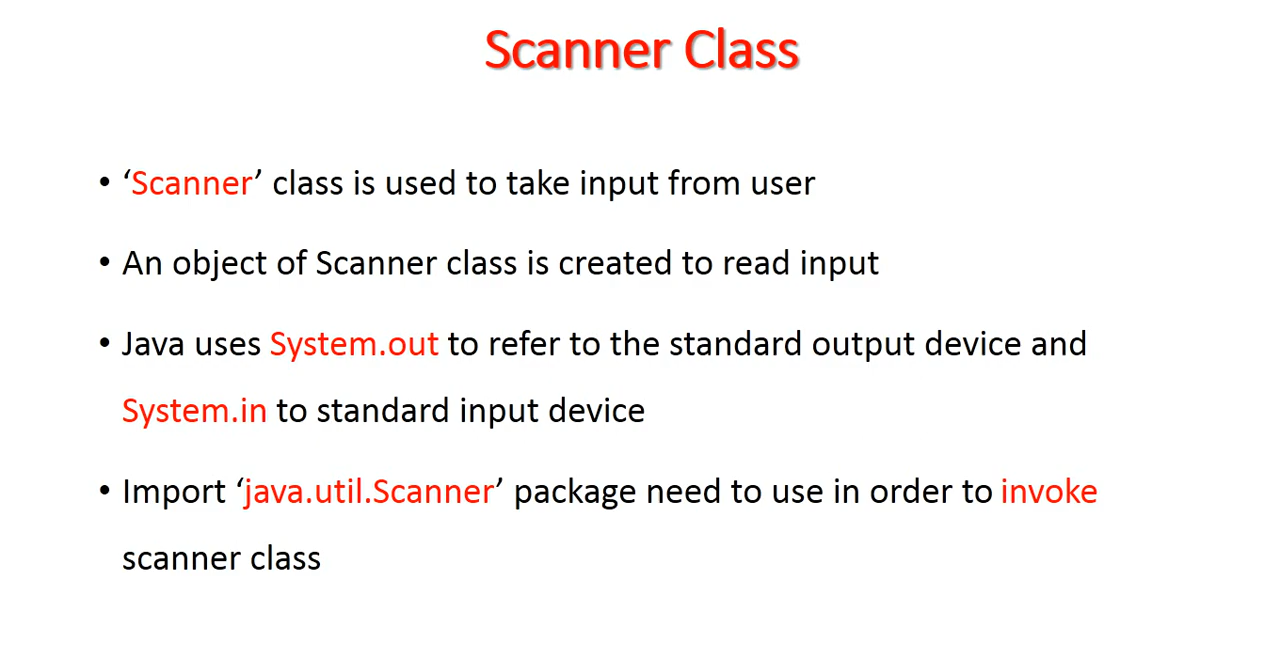 Scanner Class
• ‘Scanner’ class is used to take input from user
• An object of Scanner class is created to read input
• Java uses System.out to refer to the standard output device and
System.in to standard input device
• Import ‘java.util.Scanner’ package need to use in order to invoke
scanner class